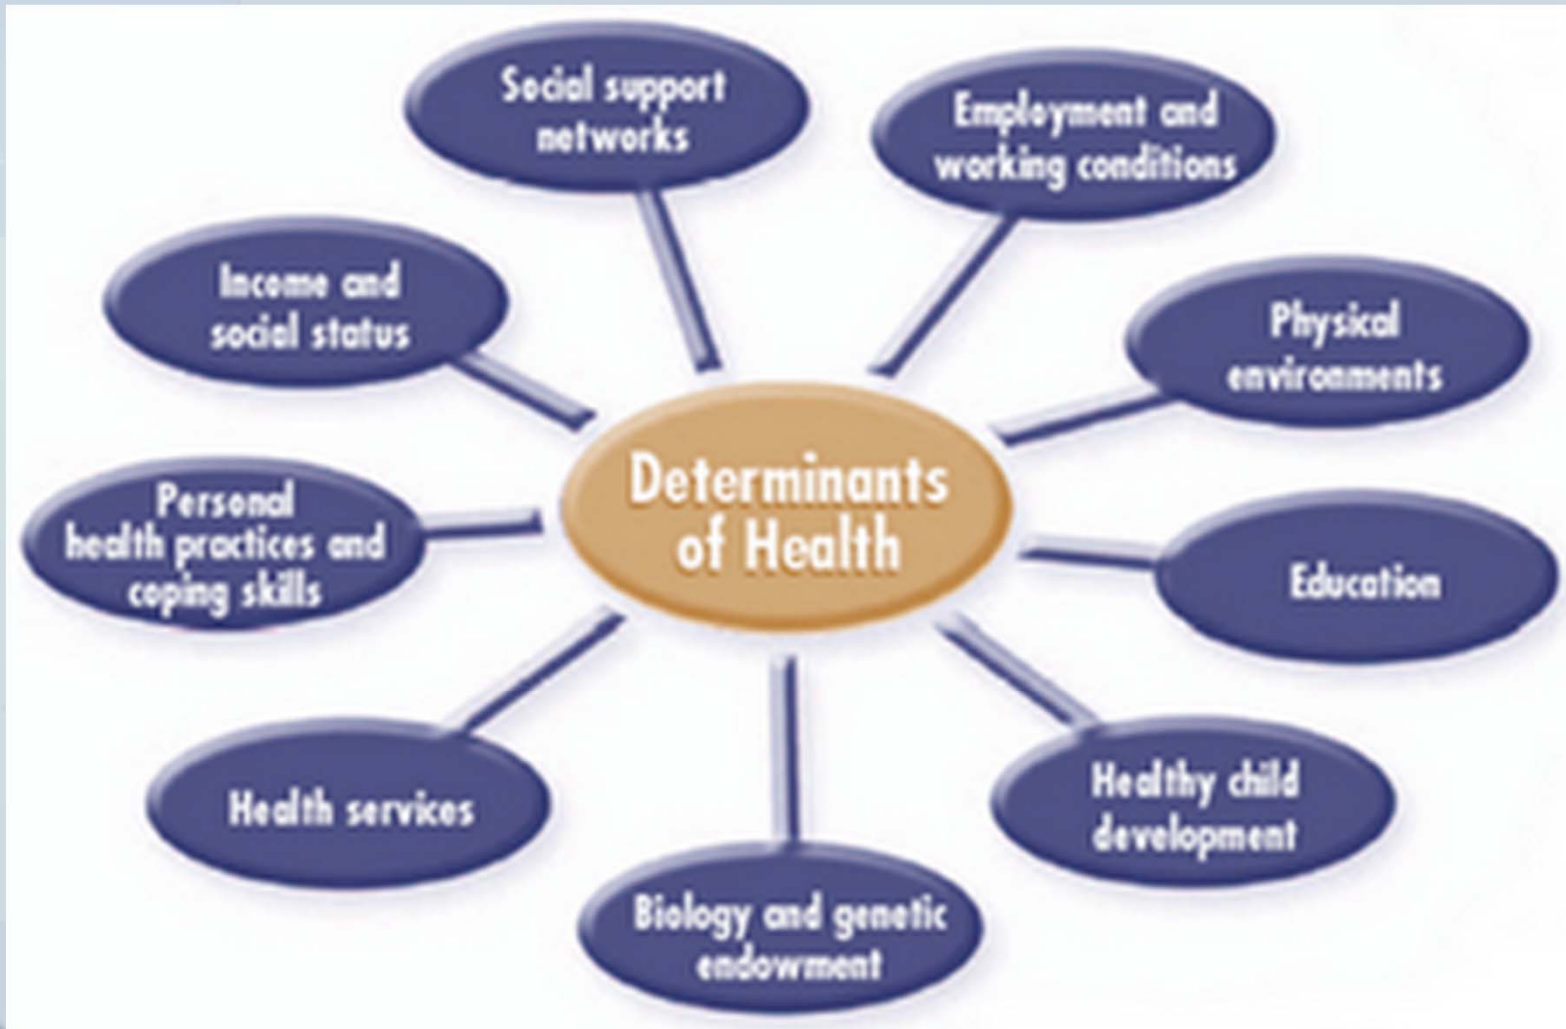 Social support
networks
Employment and
working conditions
Income and
social status
Physical
environments
Determinants
of Health
Personal
health practices and
coping skills
Education
Health services
Healthy child
development
Biology and genetic
endowment